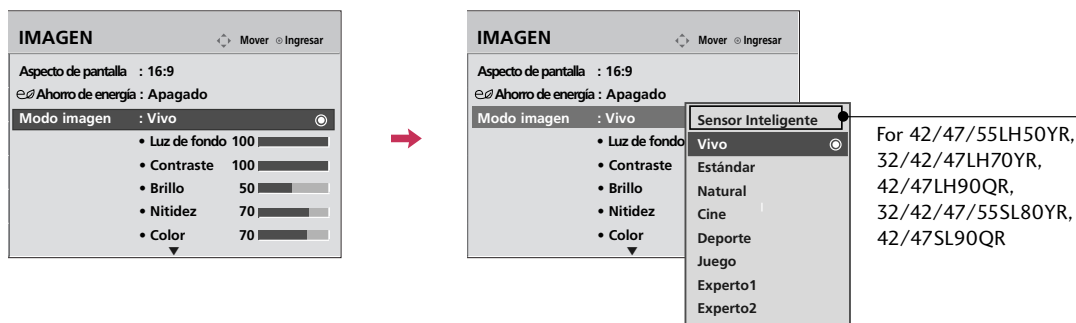 IMAGEN
Mover Ingresar
Aspecto de pantalla : 16:9
Ahorro de energía : Apagado
Modo imagen : Vivo
• Luz de fondo 100
• Contraste 100
• Brillo 50
• Nitidez 70
• Color 70
IMAGEN
Mover Ingresar
Aspecto de pantalla : 16:9
Ahorro de energía : Apagado
Modo imagen : Vivo
• Luz de fondo
• Contraste
• Brillo
• Nitidez
• Color
Sensor Inteligente
Vivo
Estándar
Natural
Cine
Deporte
Juego
Experto1
Experto2
For 42/47/55LH50YR,
32/42/47LH70YR,
42/47LH90QR,
32/42/47/55SL80YR,
42/47SL90QR